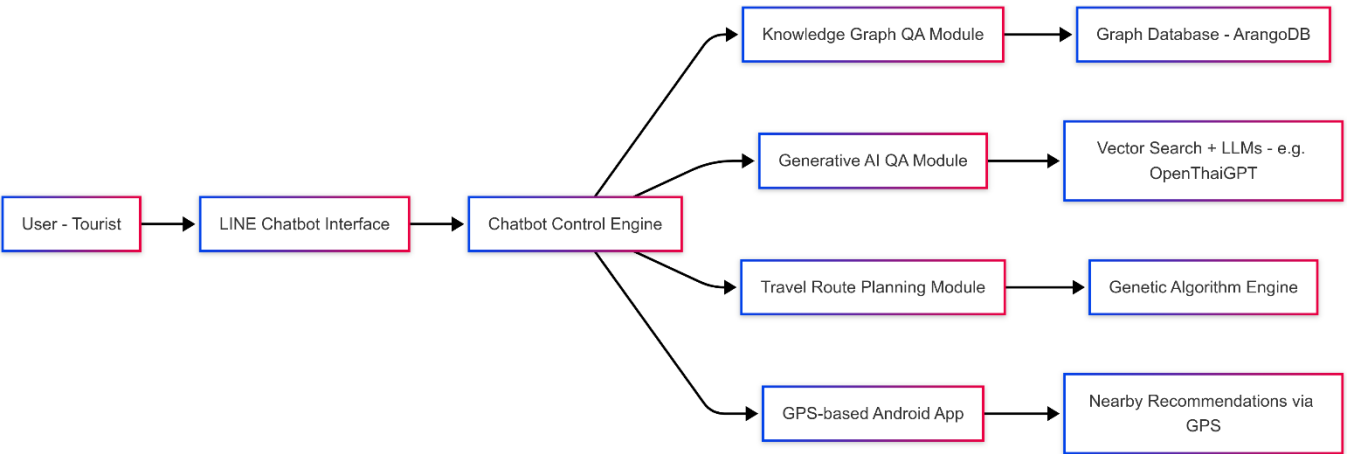 User - Tourist
LINE Chatbot Interface
Chatbot Control Engine
Knowledge Graph QA Module
Graph Database - ArangoDB
Generative AI QA Module
Vector Search + LLMs - e.g.
OpenThaiGPT
Travel Route Planning Module
Genetic Algorithm Engine
GPS-based Android App
Nearby Recommendations via
GPS